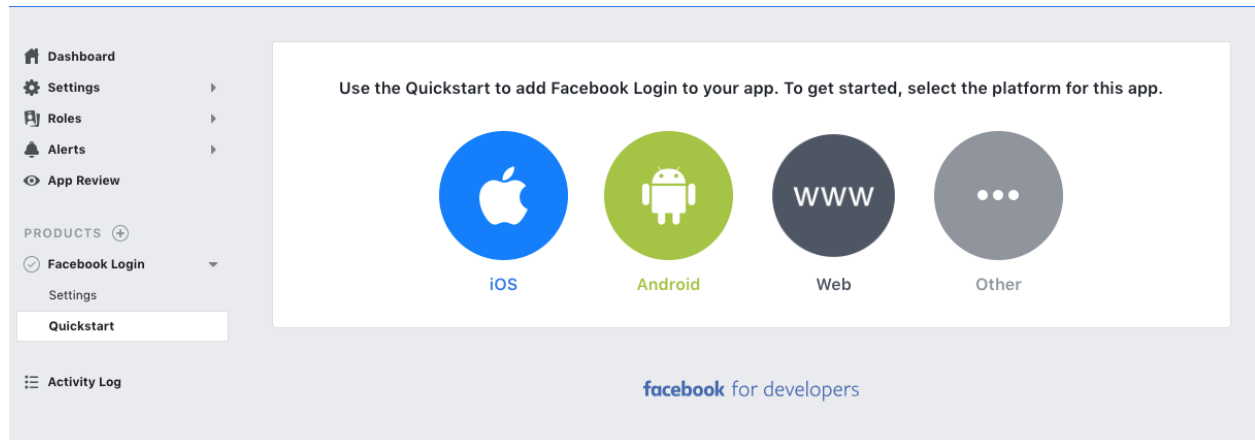 Dashboard
Settings
Roles
Alerts
App Review
PRODUCTS
Facebook Login
Settings
Quickstart
Activity Log
Use the Quickstart to add Facebook Login to your app. To get started, select the platform for this app.
www
iOS
Android
Web
Other
facebook for developers